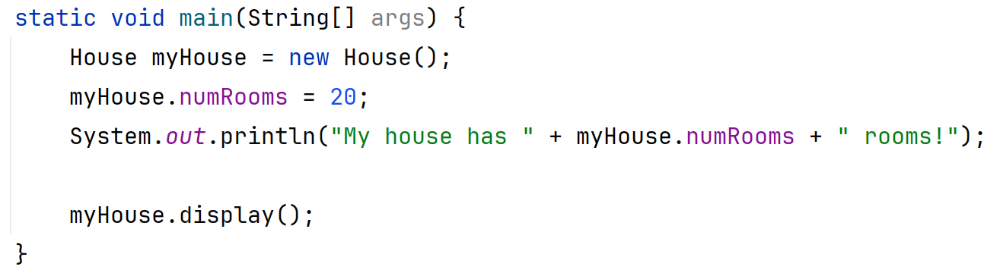 static void main(String[] args) {
    House myHouse = new House();
    myHouse.numRooms = 20;
    System.out.println("My house has " + myHouse.numRooms + " rooms!");

    myHouse.display();
}